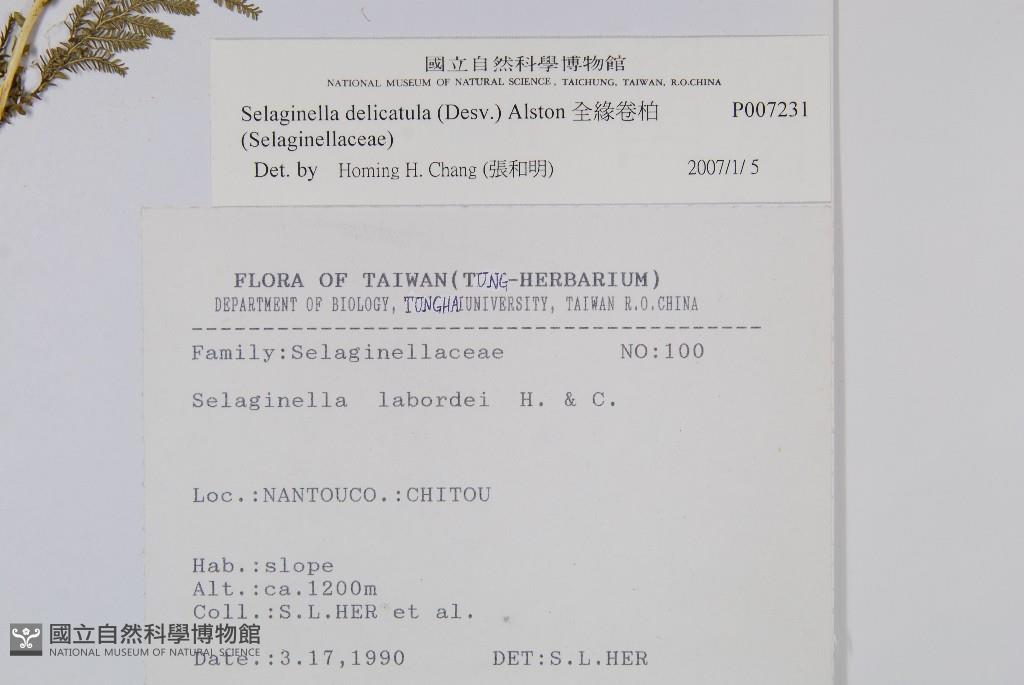 國立自然科學博物館
NATIONAL MUSEUM OF NATURAL SCIENCE, TAICHUNG, TAIWAN, R.O.CHINA
Selaginella delicatula (Desv.) Alston 全緣卷柏 P007231
(Selaginellaceae)
Det. by Homing H. Chang (張和明) 2007/1/ 5
FLORA OF TAIWAN(TUNG-HERBARIUM)
DEPARTMENT OF BIOLOGY, TUNGHAI UNIVERSITY, TAIWAN R.O.CHINA
Family:Selaginellaceae NO:100
Selaginella labordei H. & C.
Loc.:NANTOUCO.:CHITOU
Hab.:slope
Alt.:ca.1200m
Coll.:S.L.HER et al.
Date.:3.17,1990 DET:S.L.HER
國立自然科學博物館
NATIONAL MUSEUM OF NATURAL SCIENCE